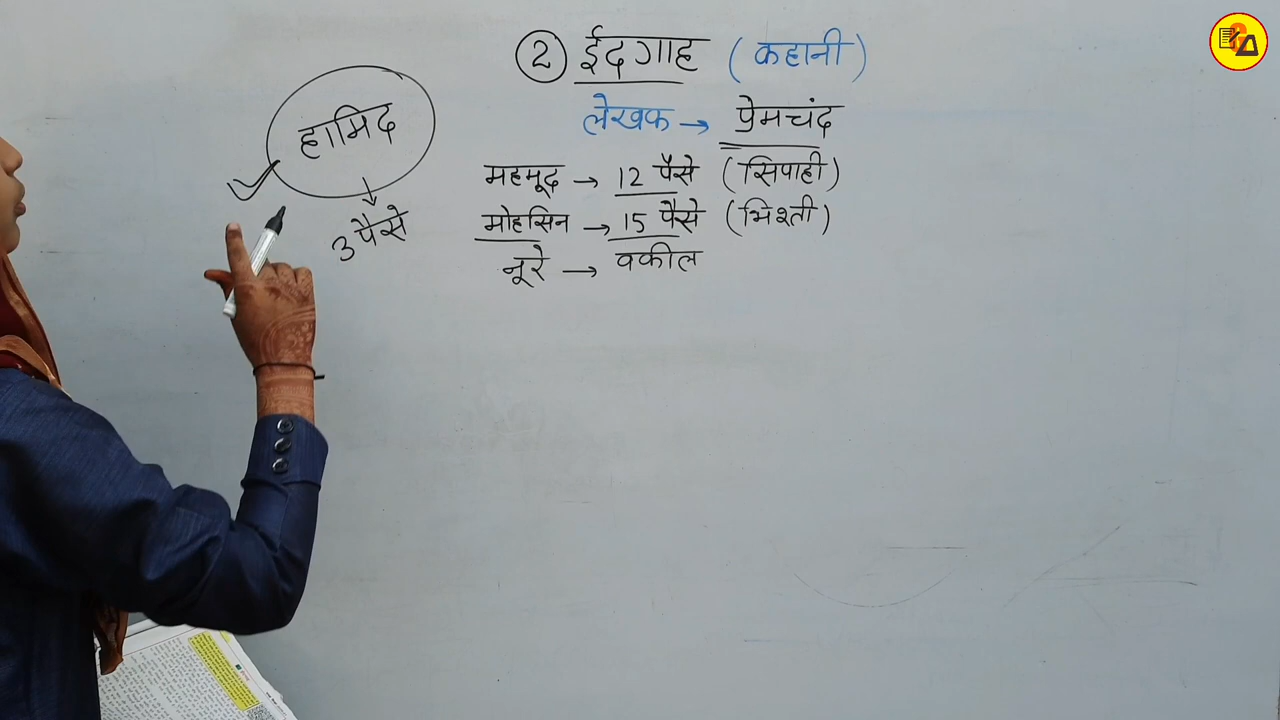 ② ईदगाह (कहानी)
लेखक → प्रेमचंद
हामिद
↓
3 पैसे
महमूद → 12 पैसे (सिपाही)
मोहसिन → 15 पैसे (भिश्ती)
नूरे → वकील